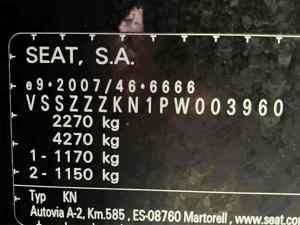 SEAT, S.A.
e9*2007/46*6666
VSSZZZKN1PW003960
2270 kg
4270 kg
1- 1170 kg
2- 1150 kg
Typ KN
Autovia A-2, Km.585, ES-08760 Martorell, www.seat.com